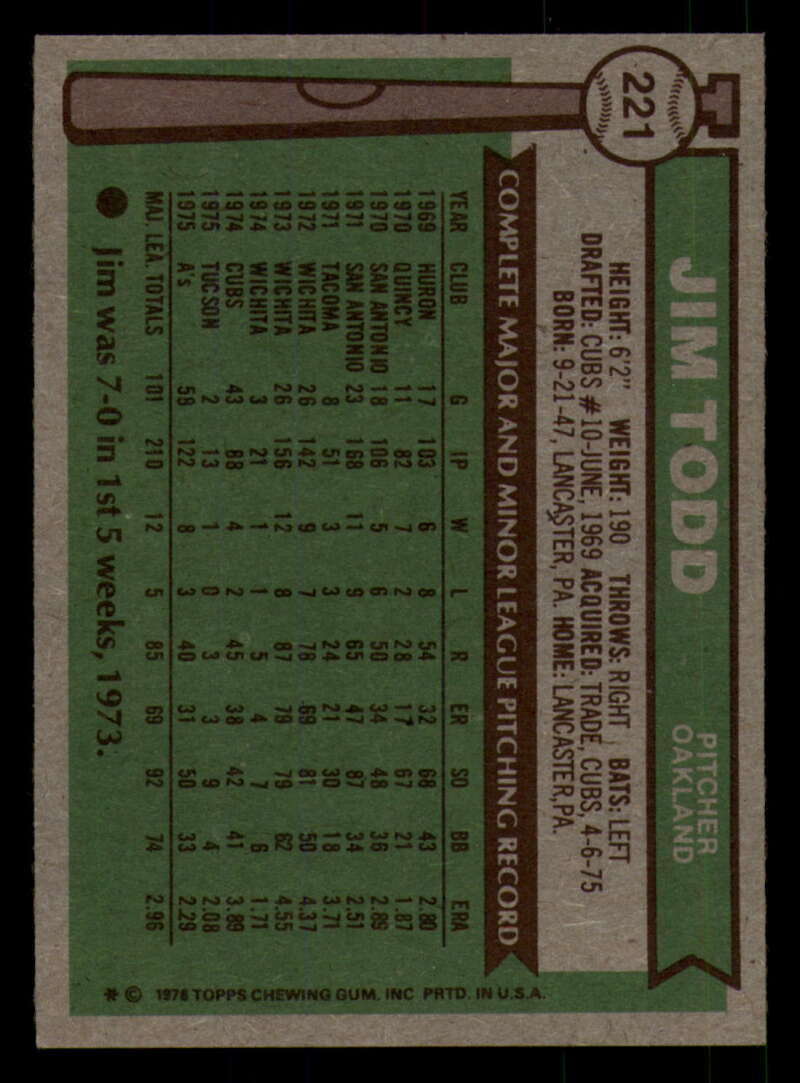 221
JIM TODD
PITCHER
OAKLAND
HEIGHT: 6'2" WEIGHT: 190 THROWS: RIGHT BATS: LEFT
DRAFTED: CUBS #10-JUNE, 1969 ACQUIRED: TRADE, CUBS, 4-6-75
BORN: 9-21-47, LANCASTER, PA. HOME: LANCASTER, PA.
COMPLETE MAJOR AND MINOR LEAGUE PITCHING RECORD
YEAR CLUB G IP W L R ER SO BB ERA
1969 HURON 17 103 6 8 54 32 68 43 2.80
1970 QUINCY 11 82 7 2 28 17 67 21 1.87
1970 SAN ANTONIO 18 106 5 6 50 34 48 36 2.89
1971 SAN ANTONIO 23 168 11 9 65 47 87 34 2.51
1971 TACOMA 8 51 3 3 24 21 30 18 3.71
1972 WICHITA 26 142 9 7 78 69 81 50 4.37
1973 WICHITA 26 156 12 8 87 79 79 62 4.55
1974 WICHITA 3 21 1 1 5 4 7 6 1.71
1974 CUBS 43 88 4 2 45 38 42 41 3.89
1975 TUCSON 2 13 1 0 3 3 9 4 2.08
1975 A's 58 122 8 3 40 31 50 33 2.29
MAJ. LEA. TOTALS 101 210 12 5 85 69 92 74 2.96
Jim was 7-0 in 1st 5 weeks, 1973.
* © 1976 TOPPS CHEWING GUM, INC PRTD. IN U.S.A.